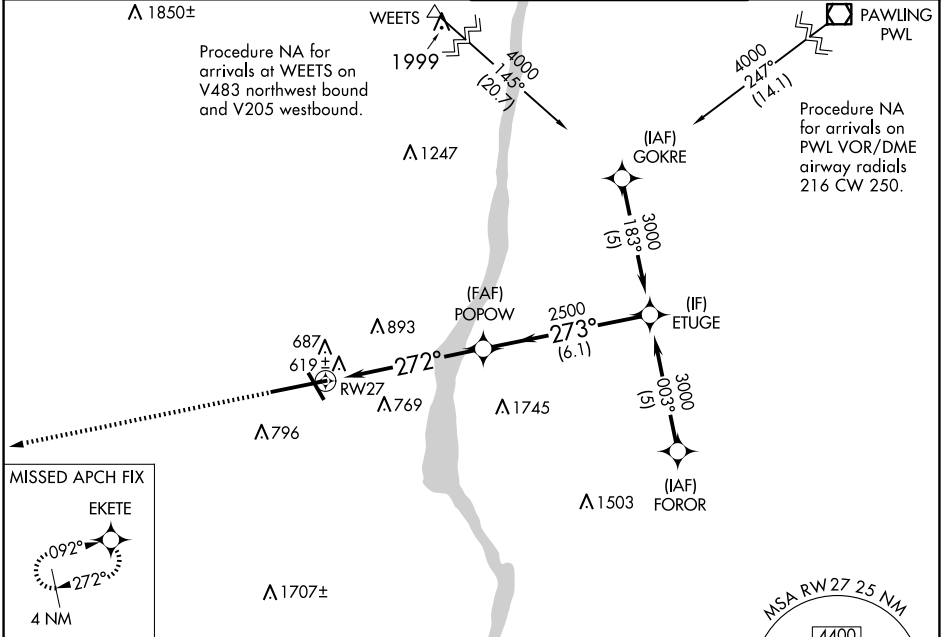 1850±
WEETS
1999
PAWLING
PWL
Procedure NA for
arrivals at WEETS on
V483 northwest bound
and V205 westbound.
4000
145°
(20.7)
4000
247°
(14.1)
Procedure NA
for arrivals on
PWL VOR/DME
airway radials
216 CW 250.
1247
(IAF)
GOKRE
3000
183°
(5)
(FAF)
POPOW
2500
273°
(6.1)
(IF)
ETUGE
893
687
619±
272°
RW27
769
1745
796
3000
003°
(5)
(IAF)
FOROR
1503
MISSED APCH FIX
EKETE
092°
272°
4 NM
1707±
MSA RW27 25 NM
4400